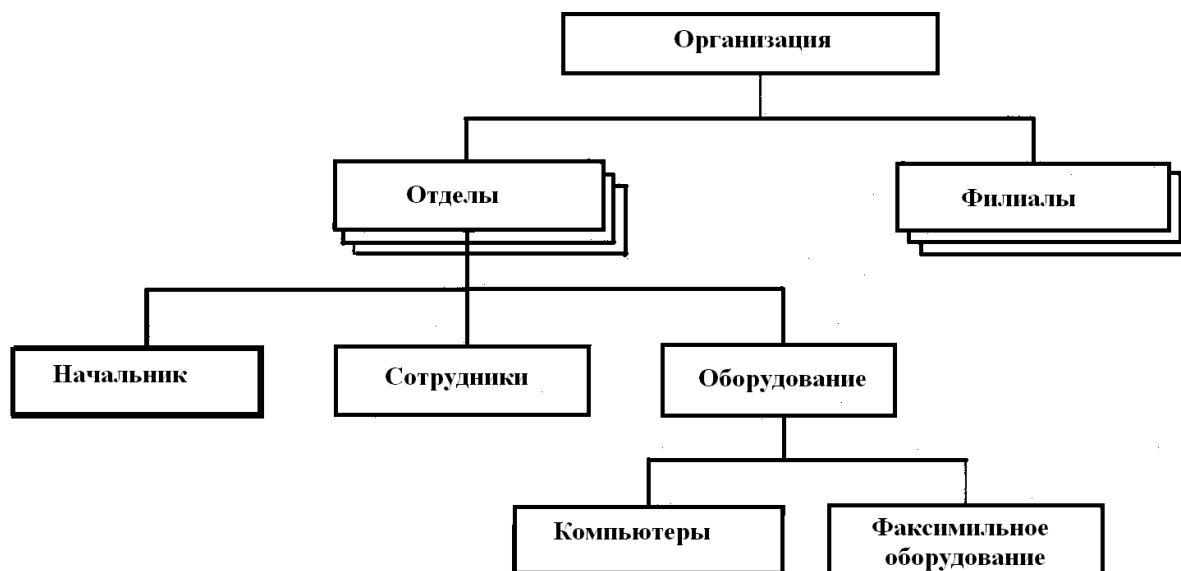 Организация
Отделы
Филиалы
Начальник
Сотрудники
Оборудование
Компьютеры
Факсимильное
оборудование